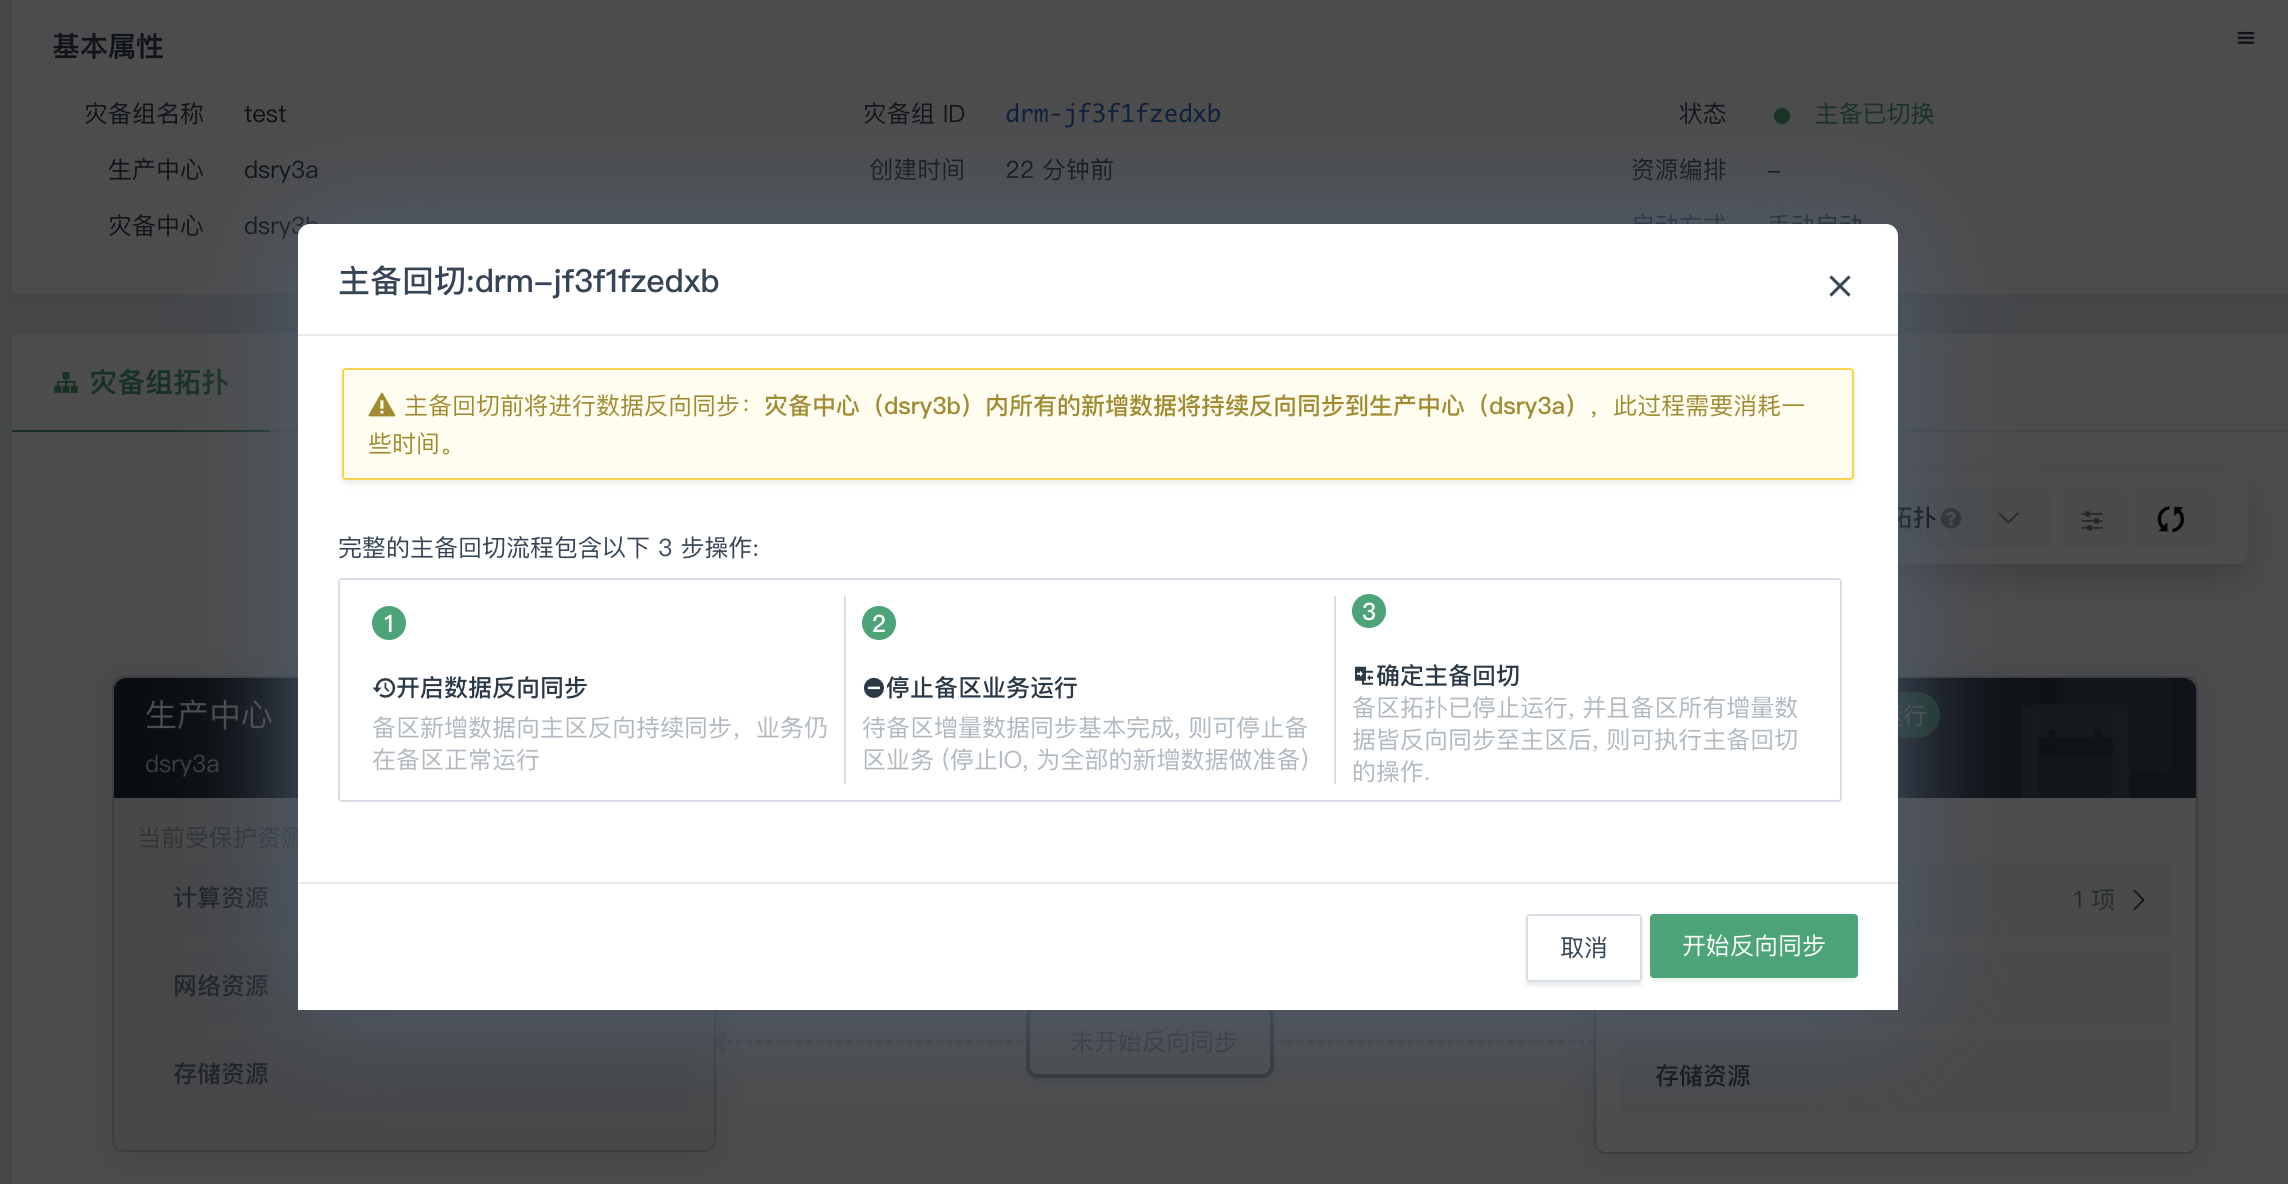 基本属性
灾备组名称 test 灾备组 ID drm-jf3f1fzedxb 状态 主备已切换
生产中心 dsry3a 创建时间 22 分钟前 资源编排 –
灾备中心 dsry3b 启动方式 手动启动
主备回切:drm-jf3f1fzedxb
灾备组拓扑
主备回切前将进行数据反向同步：灾备中心（dsry3b）内所有的新增数据将持续反向同步到生产中心（dsry3a），此过程需要消耗一
些时间。
拓扑
完整的主备回切流程包含以下 3 步操作:
1
开启数据反向同步
备区新增数据向主区反向持续同步，业务仍
在备区正常运行
2
停止备区业务运行
待备区增量数据同步基本完成, 则可停止备
区业务 (停止IO, 为全部的新增数据做准备)
3
确定主备回切
备区拓扑已停止运行, 并且备区所有增量数
据皆反向同步至主区后, 则可执行主备回切
的操作.
生产中心
dsry3a
行
当前受保护资源
计算资源
1 项
取消
开始反向同步
网络资源
未开始反向同步
存储资源
存储资源